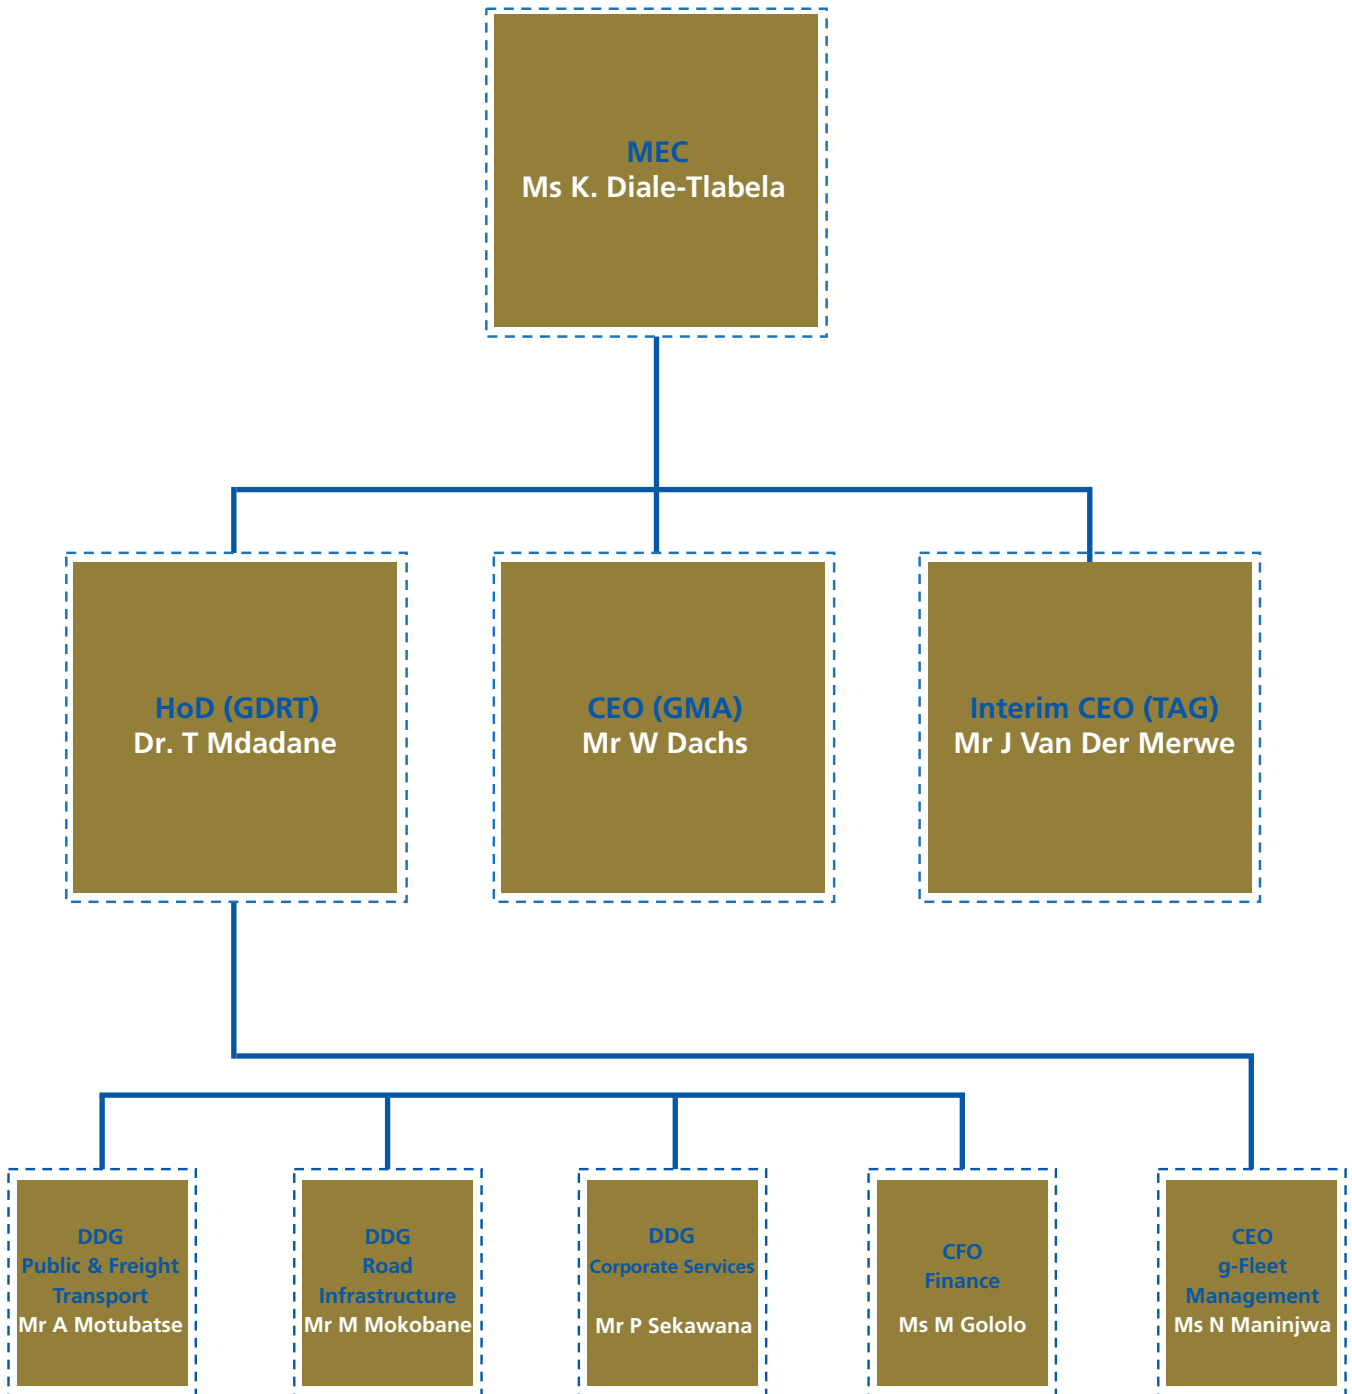 MEC
Ms K. Diale-Tlabela
HoD (GDRT)
Dr. T Mdadane
CEO (GMA)
Mr W Dachs
Interim CEO (TAG)
Mr J Van Der Merwe
DDG
Public & Freight
Transport
Mr A Motubatse
DDG
Road
Infrastructure
Mr M Mokobane
DDG
Corporate Services
Mr P Sekawana
CFO
Finance
Ms M Gololo
CEO
g-Fleet
Management
Ms N Maninjwa